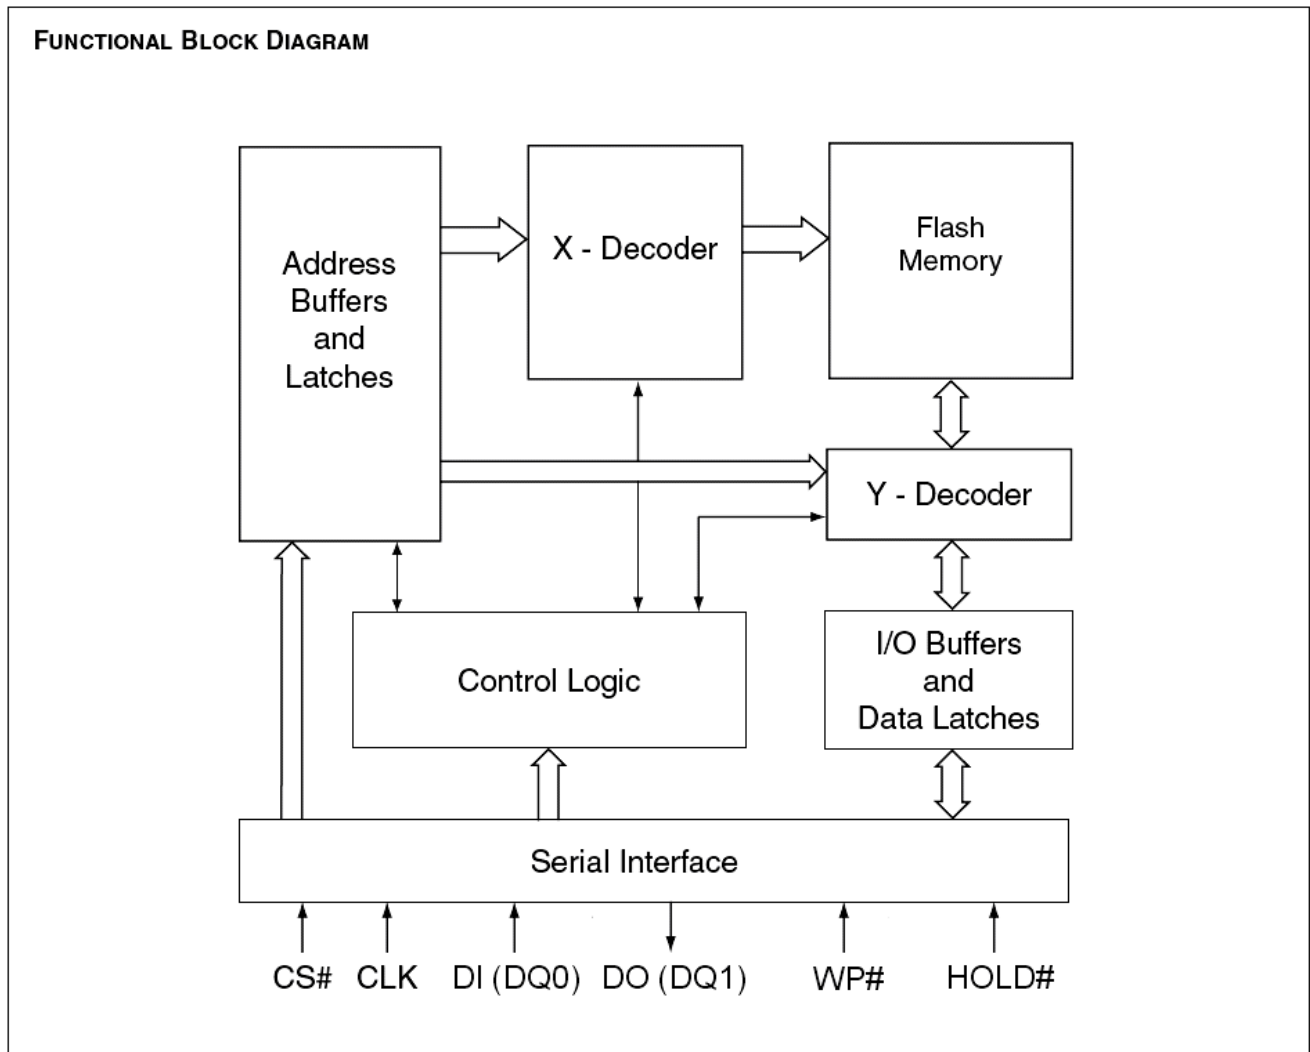 FUNCTIONAL BLOCK DIAGRAM
Address
Buffers
and
Latches
X - Decoder
Flash
Memory
Y - Decoder
Control Logic
I/O Buffers
and
Data Latches
Serial Interface
CS# CLK DI (DQ0) DO (DQ1) WP# HOLD#